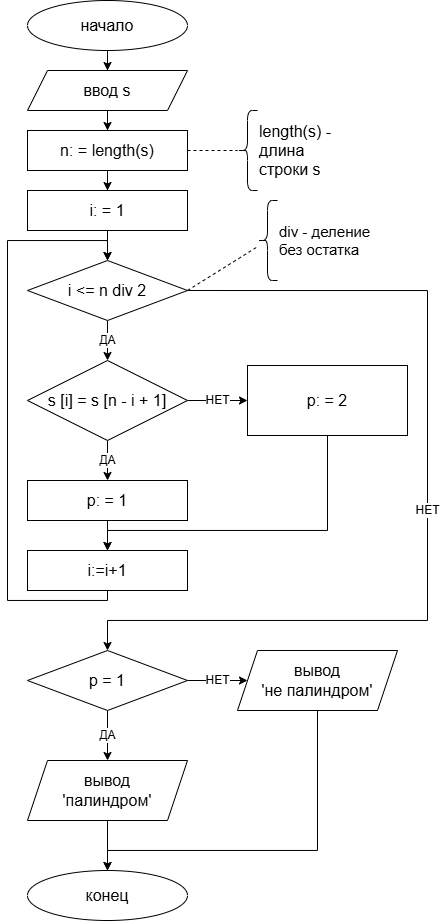 начало
ввод s
n: = length(s)
length(s) -
длина
строки s
i: = 1
div - деление
без остатка
i <= n div 2
ДА
s [i] = s [n - i + 1]
НЕТ
p: = 2
ДА
p: = 1
НЕТ
i:=i+1
p = 1
НЕТ
вывод
'не палиндром'
ДА
вывод
'палиндром'
конец